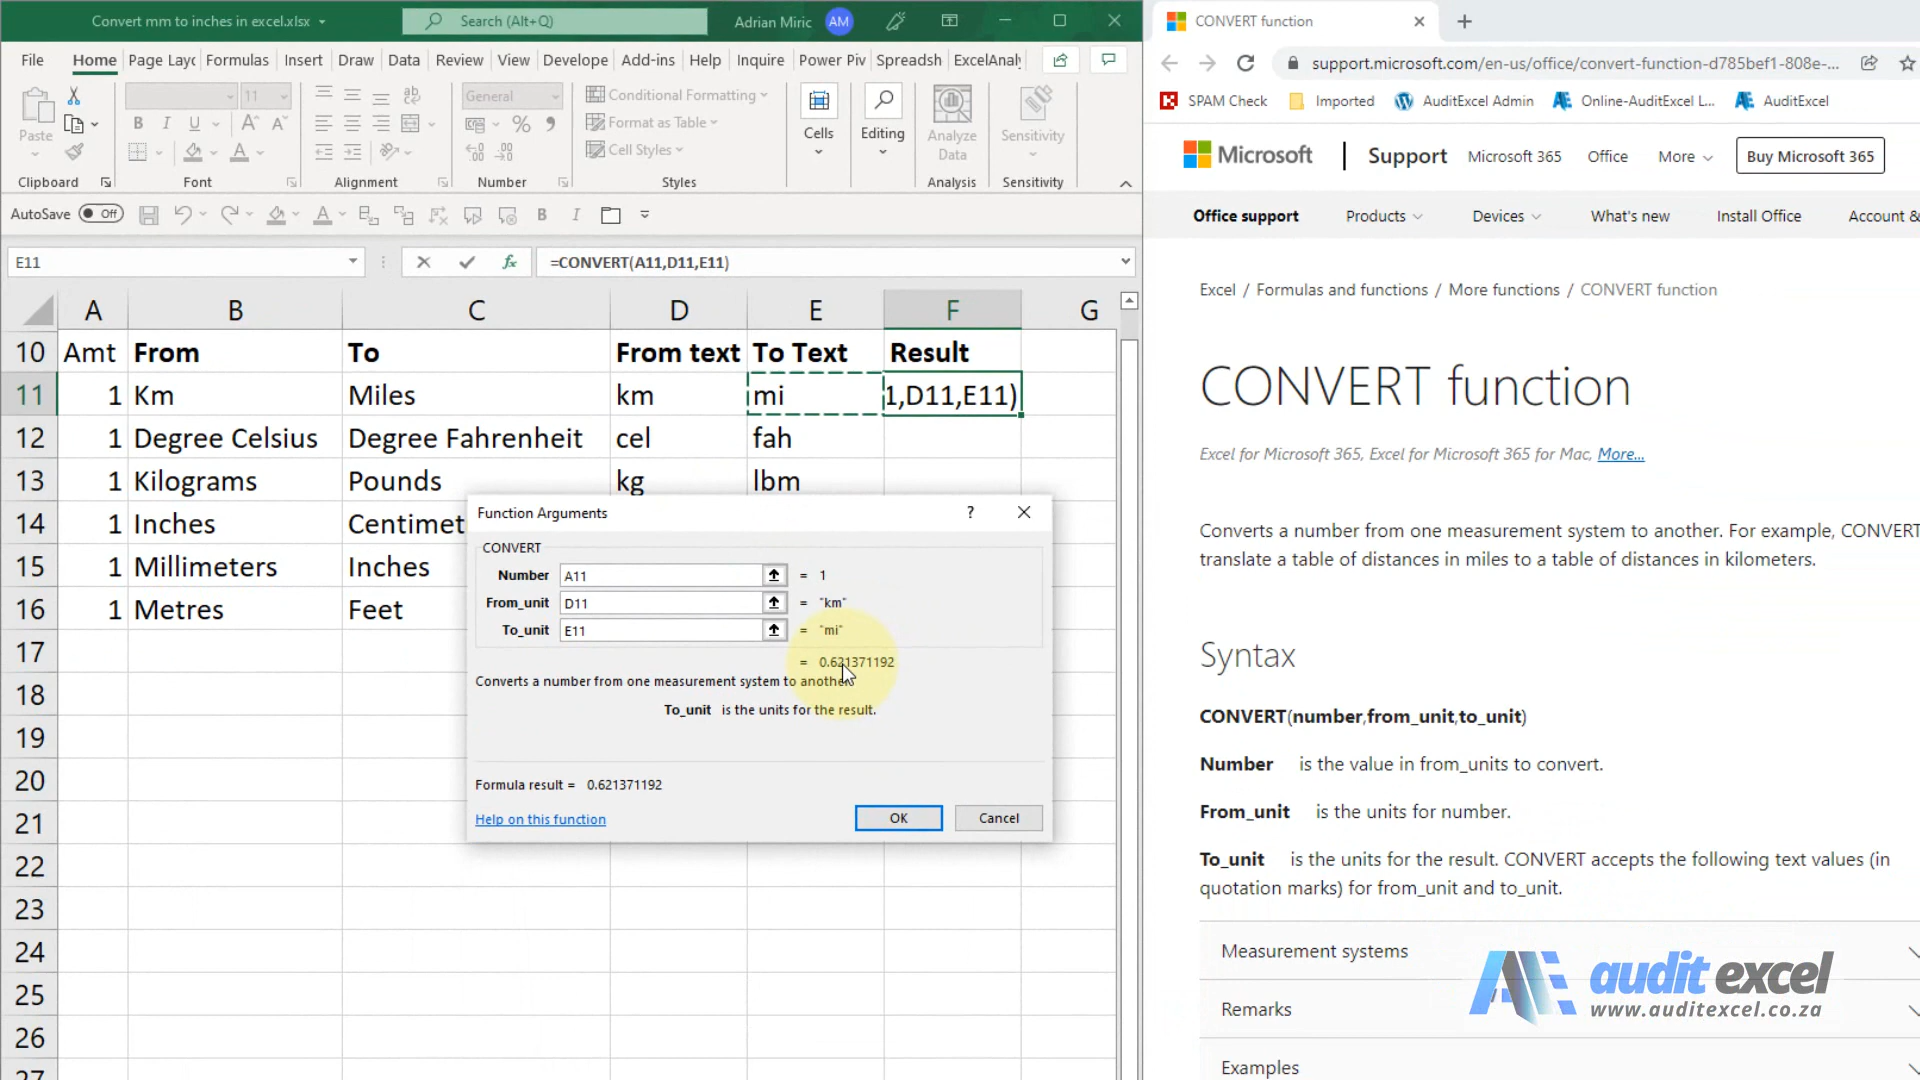 Convert mm to inches in excel.xlsx
Search (Alt+Q)
Adrian Miric
AM
File Home Page Layc Formulas Insert Draw Data Review View Develope Add-ins Help Inquire Power Piv Spreadsh ExcelAnaly
Paste
11
General
Conditional Formatting
Format as Table
Cell Styles
Cells
Editing
Analyze
Data
Sensitivity
Clipboard Font Alignment Number Styles Analysis Sensitivity
AutoSave Off
E11
=CONVERT(A11,D11,E11)
A B C D E F G
10 Amt From To From text To Text Result
11 1 Km Miles km mi 1,D11,E11)
12 1 Degree Celsius Degree Fahrenheit cel fah
13 1 Kilograms Pounds kg lbm
14 1 Inches Centimet
15 1 Millimeters Inches
16 1 Metres Feet
17
18
19
20
21
22
23
24
25
26
27
Function Arguments ?
CONVERT
Number A11 = 1
From_unit D11 = "km"
To_unit E11 = "mi"
= 0.621371192
Converts a number from one measurement system to another.
To_unit is the units for the result.
Formula result = 0.621371192
Help on this function
OK Cancel
CONVERT function
support.microsoft.com/en-us/office/convert-function-d785bef1-808e-...
SPAM Check Imported AuditExcel Admin Online-AuditExcel L... AuditExcel
Microsoft Support Microsoft 365 Office More Buy Microsoft 365
Office support Products Devices What's new Install Office Account &
Excel / Formulas and functions / More functions / CONVERT function
CONVERT function
Excel for Microsoft 365, Excel for Microsoft 365 for Mac, More...
Converts a number from one measurement system to another. For example, CONVERT
translate a table of distances in miles to a table of distances in kilometers.
Syntax
CONVERT(number,from_unit,to_unit)
Number is the value in from_units to convert.
From_unit is the units for number.
To_unit is the units for the result. CONVERT accepts the following text values (in
quotation marks) for from_unit and to_unit.
Measurement systems
Remarks
Examples
audit excel
www.auditexcel.co.za